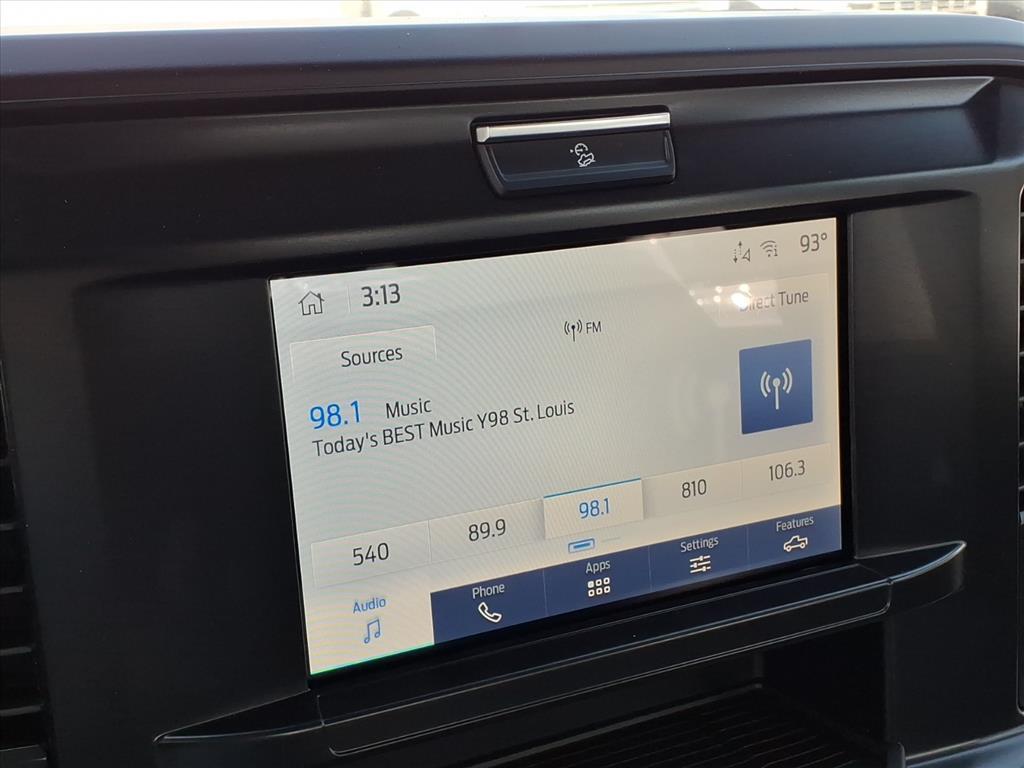 3:13
93°
Direct Tune
FM
Sources
98.1 Music
Today's BEST Music Y98 St. Louis
540 89.9 98.1 810 106.3
Audio Phone Apps Settings Features